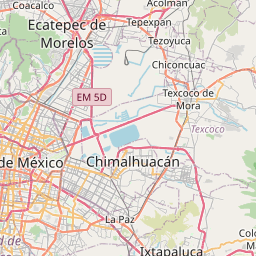 Coacalco
Acolman
Ecatepec de
Morelos
Tepexpan
Tezoyuca
Chiconcuac
EM 5D
Texcoco de
Mora
Texcoco
de México
Chimalhuacán
La Paz
Ixtapaluca